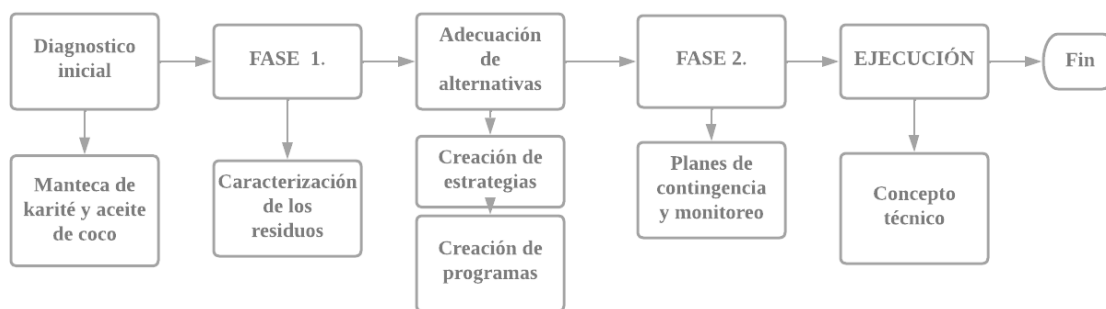 Diagnostico
inicial
FASE 1.
Adecuación
de
alternativas
FASE 2.
EJECUCIÓN
Fin
Manteca de
karité y aceite
de coco
Caracterización
de los
residuos
Creación de
estrategias
Creación de
programas
Planes de
contingencia
y monitoreo
Concepto
técnico